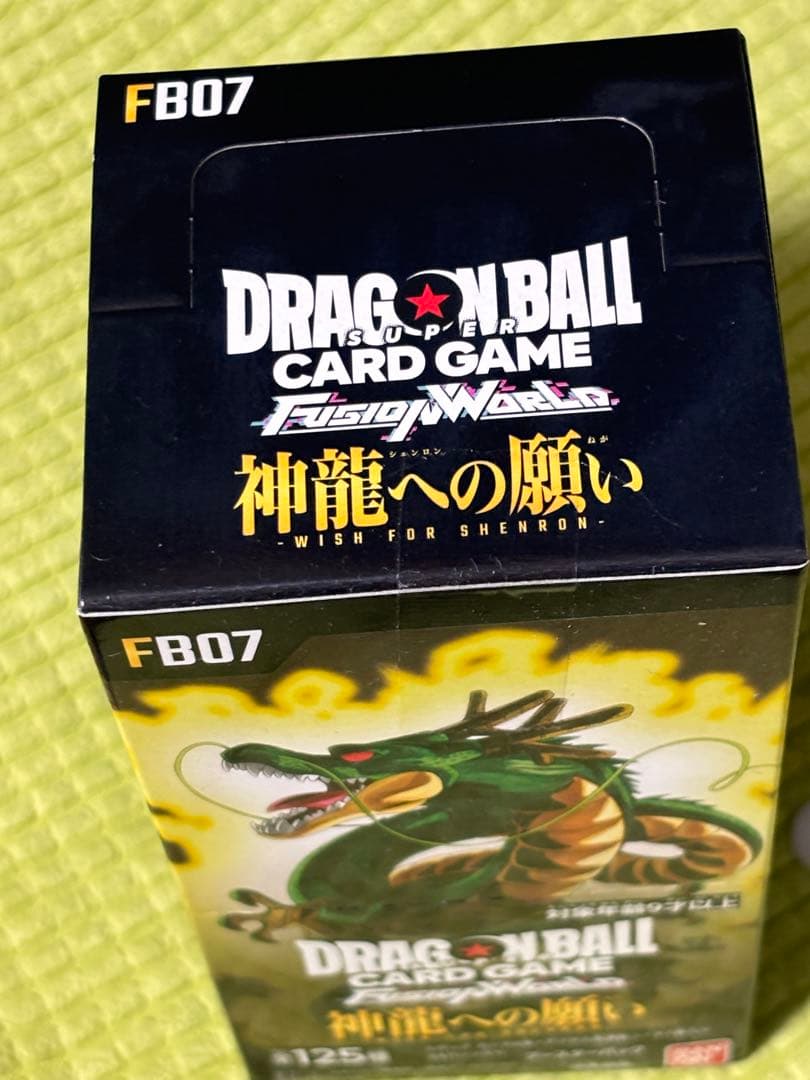 FB07
DRAGON BALL
SUPER
CARD GAME
FUSION WORLD
シェンロン ねが
神龍への願い
-WISH FOR SHENRON-
FB07
対象年齢9才以上
DRAGON BALL
CARD GAME
FUSION WORLD
神龍への願い
全125種